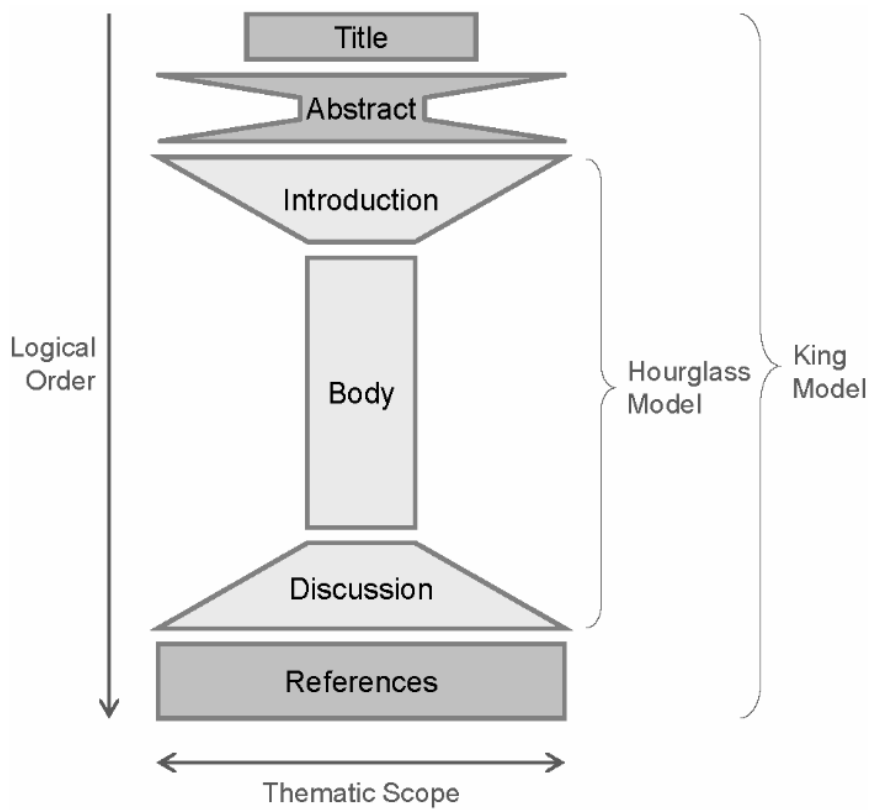 Title
Abstract
Introduction
Logical
Order
Body
Hourglass
Model
King
Model
Discussion
References
Thematic Scope